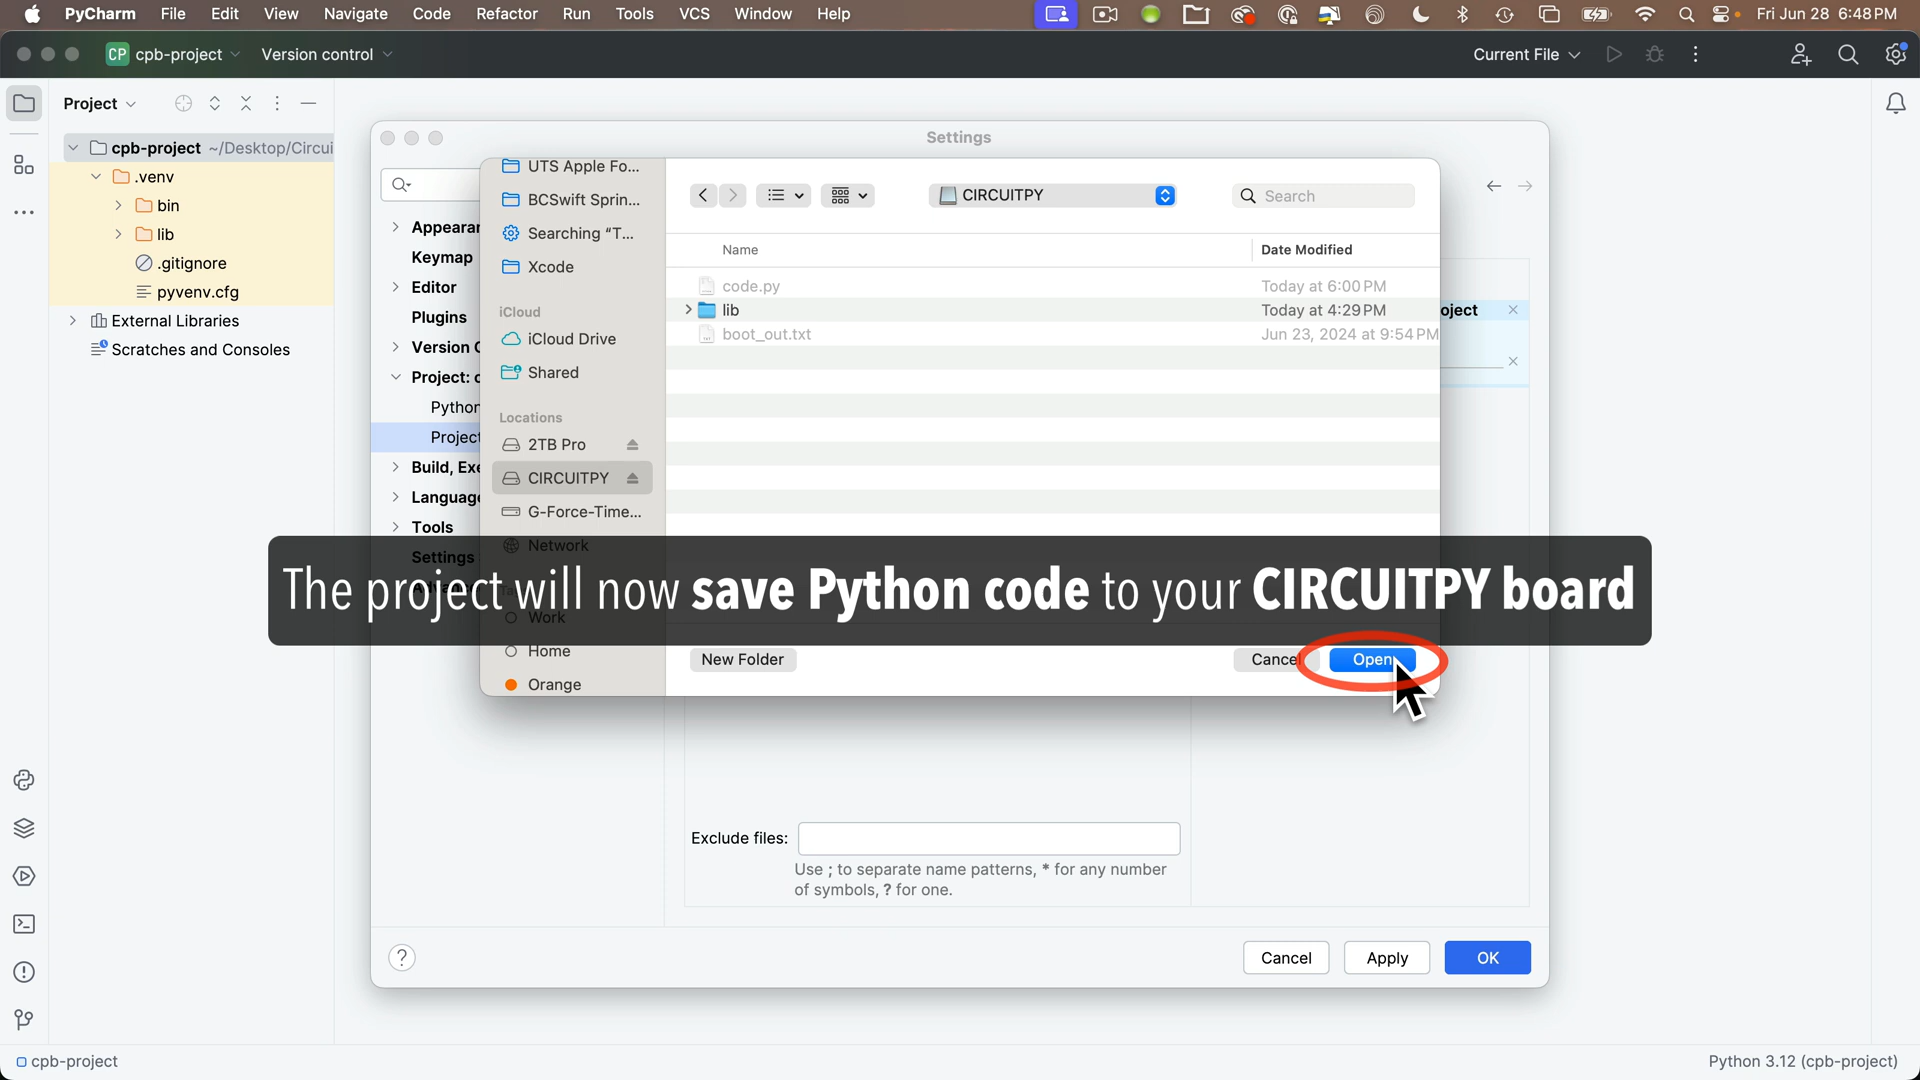 PyCharm File Edit View Navigate Code Refactor Run Tools VCS Window Help Fri Jun 28 6:48 PM
CP cpb-project Version control Current File
Project
cpb-project ~/Desktop/Circui
.venv
bin
lib
.gitignore
pyvenv.cfg
External Libraries
Scratches and Consoles
Settings
Appearan
Keymap
Editor
Plugins
Version C
Project: c
Python
Project
Build, Exe
Language
Tools
Settings
UTS Apple Fo...
BCSwift Sprin...
Searching “T...
Xcode
iCloud
iCloud Drive
Shared
Locations
2TB Pro
CIRCUITPY
G-Force-Time...
Network
Work
Home
Orange
CIRCUITPY
Search
Name Date Modified
code.py Today at 6:00 PM
lib Today at 4:29 PM
boot_out.txt Jun 23, 2024 at 9:54 PM
oject
The project will now save Python code to your CIRCUITPY board
New Folder Cancel Open
Exclude files:
Use ; to separate name patterns, * for any number
of symbols, ? for one.
? Cancel Apply OK
cpb-project Python 3.12 (cpb-project)